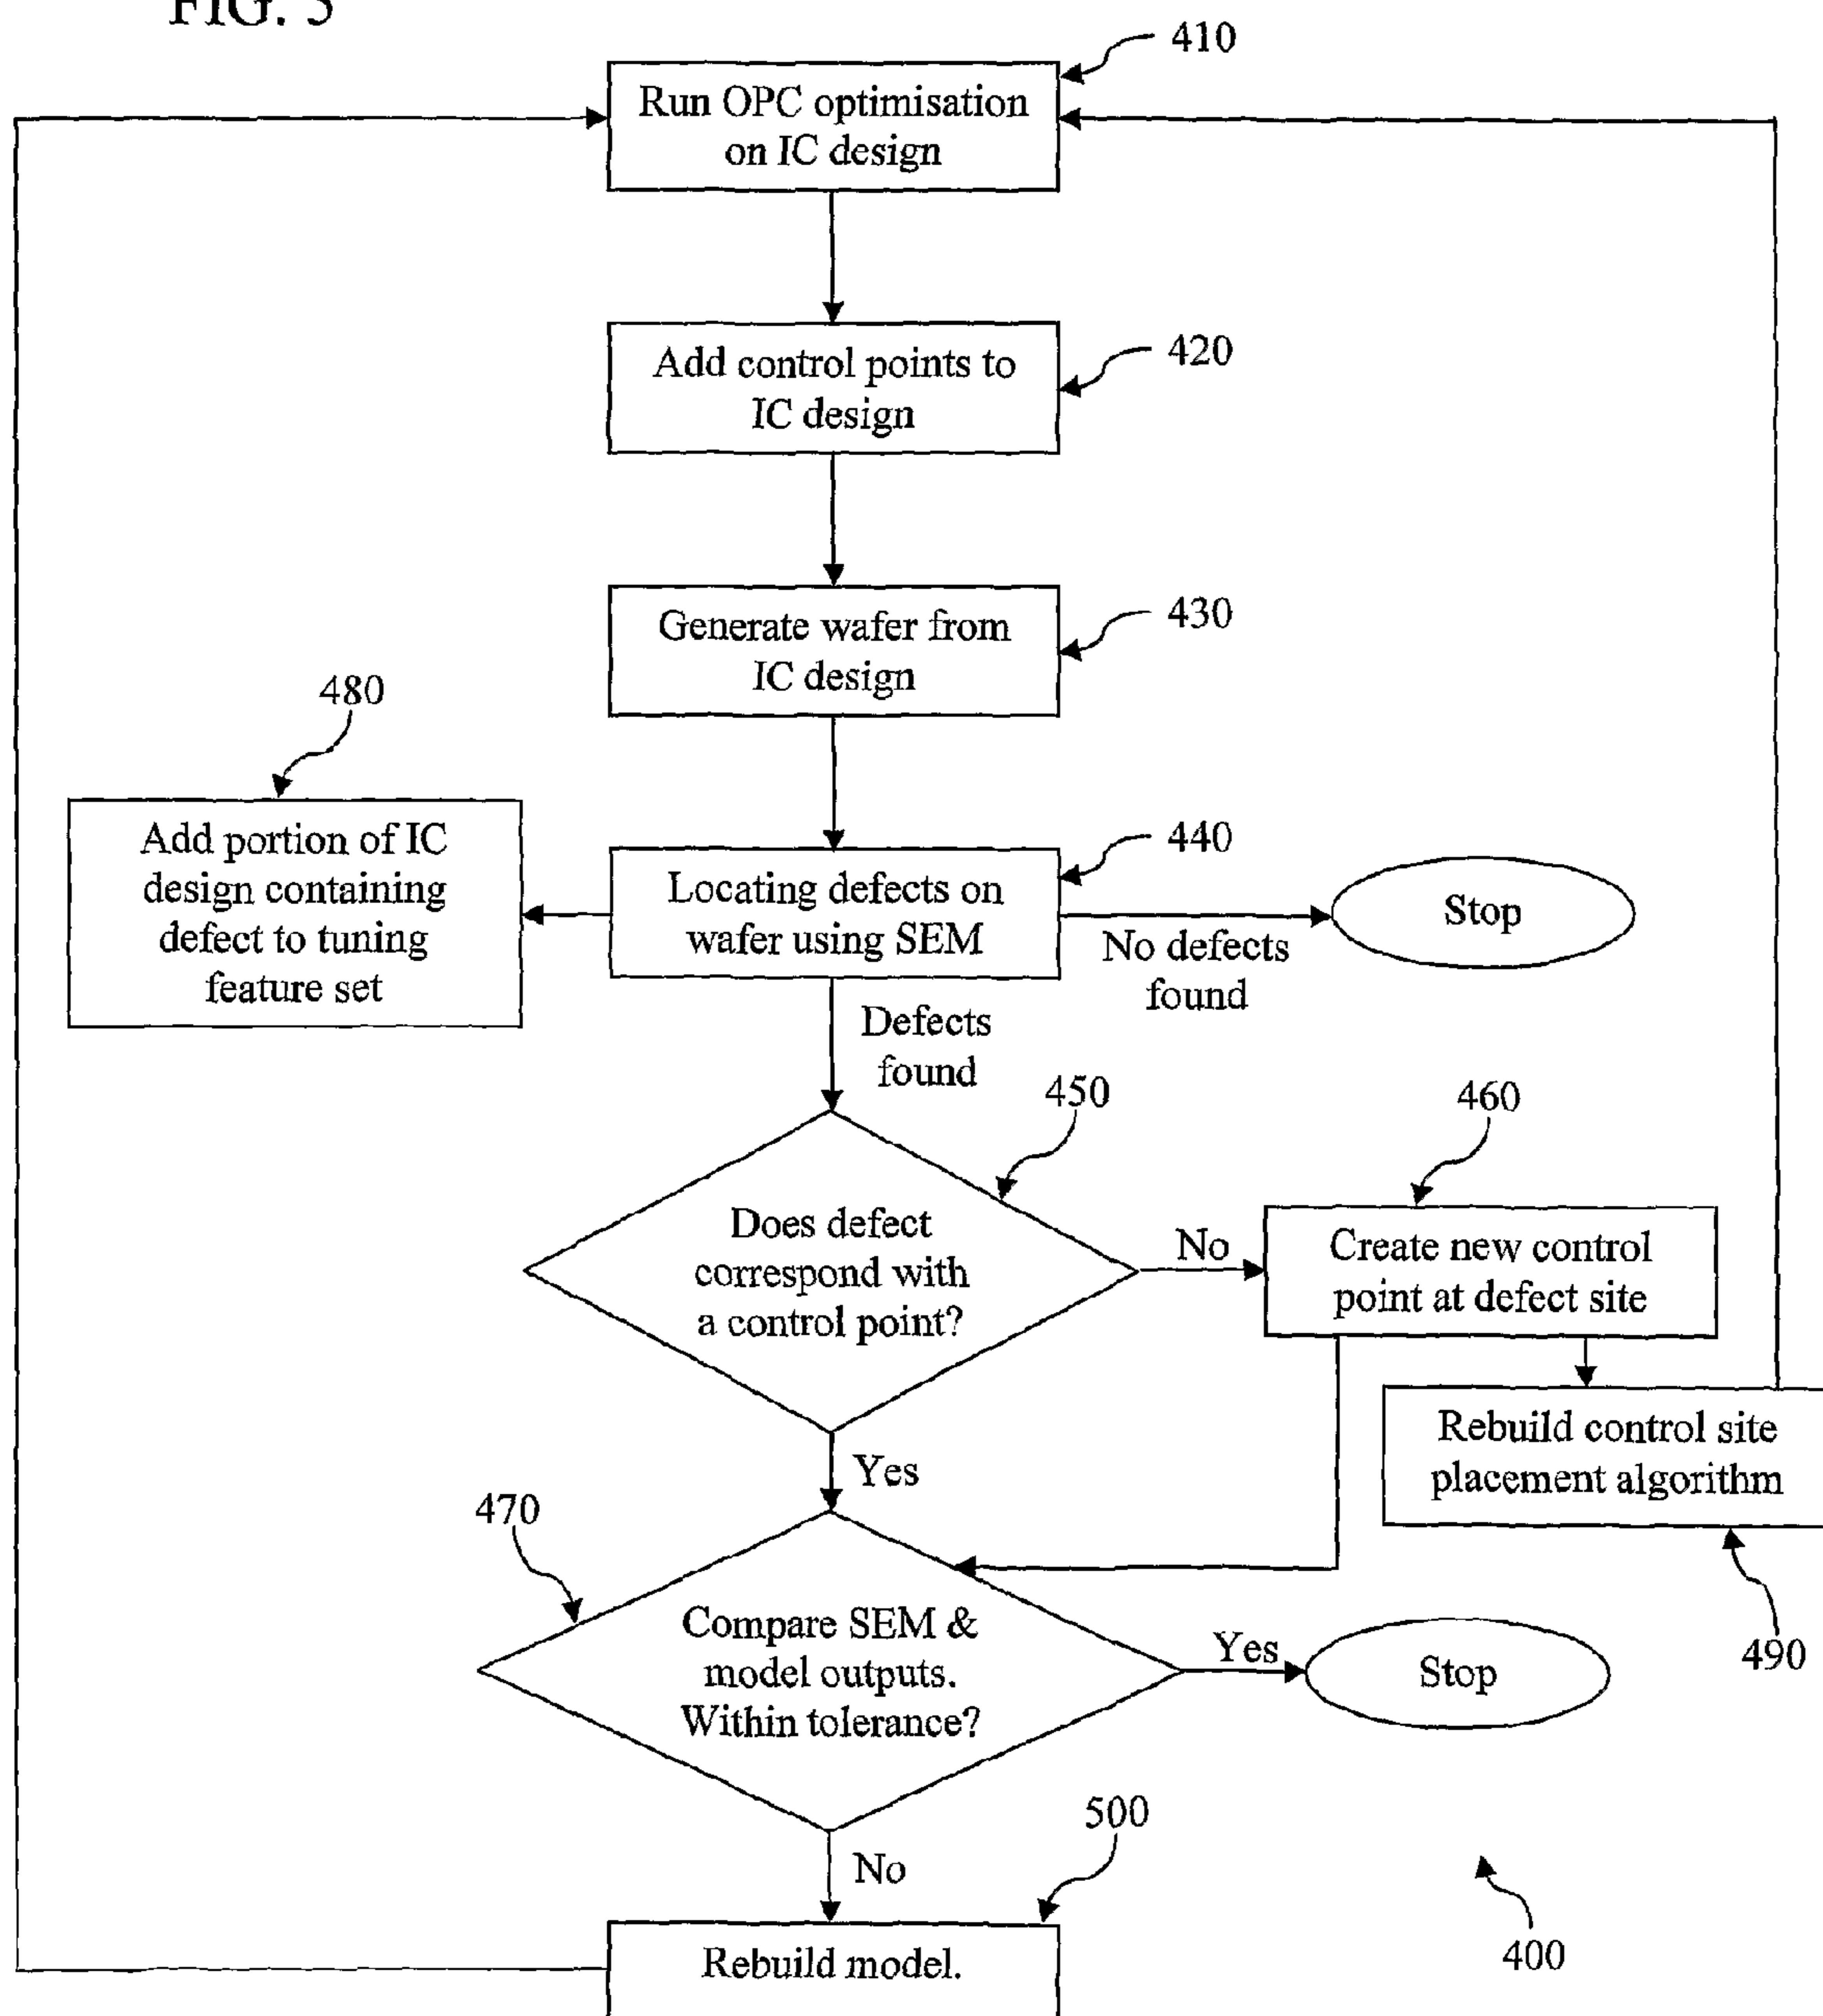 FIG. 5
410
Run OPC optimisation
on IC design
420
Add control points to
IC design
430
Generate wafer from
IC design
480
Add portion of IC
design containing
defect to tuning
feature set
440
Locating defects on
wafer using SEM
No defects
found
Stop
Defects
found
450
Does defect
correspond with
a control point?
No
460
Create new control
point at defect site
Rebuild control site
placement algorithm
490
Yes
470
Compare SEM &
model outputs.
Within tolerance?
Yes
Stop
No
500
Rebuild model.
400